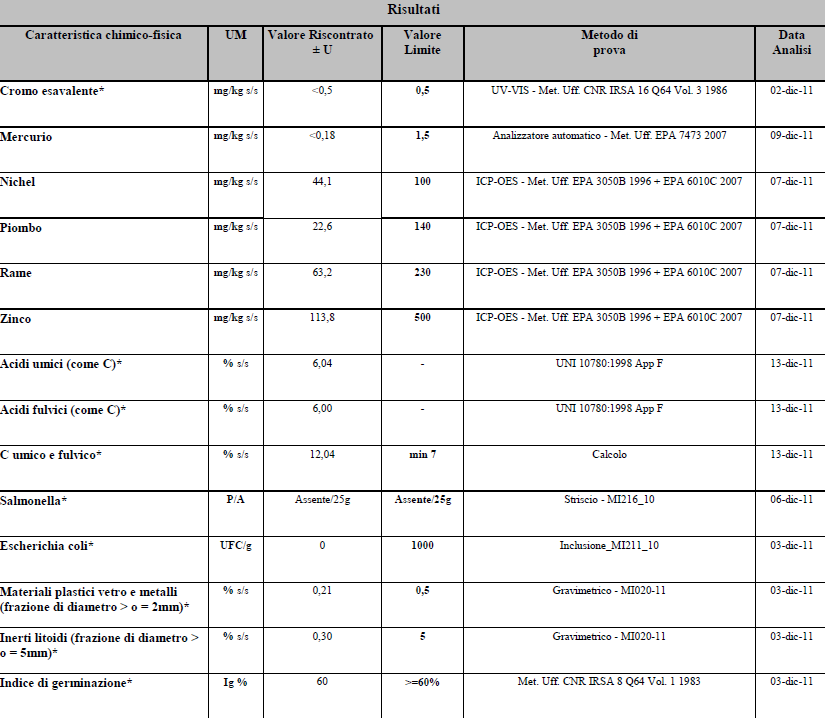 Risultati
Caratteristica chimico-fisica UM Valore Riscontrato ± U Valore Limite Metodo di prova Data Analisi
Cromo esavalente* mg/kg s/s <0,5 0,5 UV-VIS - Met. Uff. CNR IRSA 16 Q64 Vol. 3 1986 02-dic-11
Mercurio mg/kg s/s <0,18 1,5 Analizzatore automatico - Met. Uff. EPA 7473 2007 09-dic-11
Nichel mg/kg s/s 44,1 100 ICP-OES - Met. Uff. EPA 3050B 1996 + EPA 6010C 2007 07-dic-11
Piombo mg/kg s/s 22,6 140 ICP-OES - Met. Uff. EPA 3050B 1996 + EPA 6010C 2007 07-dic-11
Rame mg/kg s/s 63,2 230 ICP-OES - Met. Uff. EPA 3050B 1996 + EPA 6010C 2007 07-dic-11
Zinco mg/kg s/s 113,8 500 ICP-OES - Met. Uff. EPA 3050B 1996 + EPA 6010C 2007 07-dic-11
Acidi umici (come C)* % s/s 6,04 - UNI 10780:1998 App F 13-dic-11
Acidi fulvici (come C)* % s/s 6,00 - UNI 10780:1998 App F 13-dic-11
C umico e fulvico* % s/s 12,04 min 7 Calcolo 13-dic-11
Salmonella* P/A Assente/25g Assente/25g Striscio - MI216_10 06-dic-11
Escherichia coli* UFC/g 0 1000 Inclusione_MI211_10 03-dic-11
Materiali plastici vetro e metalli % s/s 0,21 0,5 Gravimetrico - MI020-11 03-dic-11
(frazione di diametro > o = 2mm)*
Inerti litoidi (frazione di diametro > % s/s 0,30 5 Gravimetrico - MI020-11 03-dic-11
o = 5mm)*
Indice di germinazione* Ig % 60 >=60% Met. Uff. CNR IRSA 8 Q64 Vol. 1 1983 03-dic-11